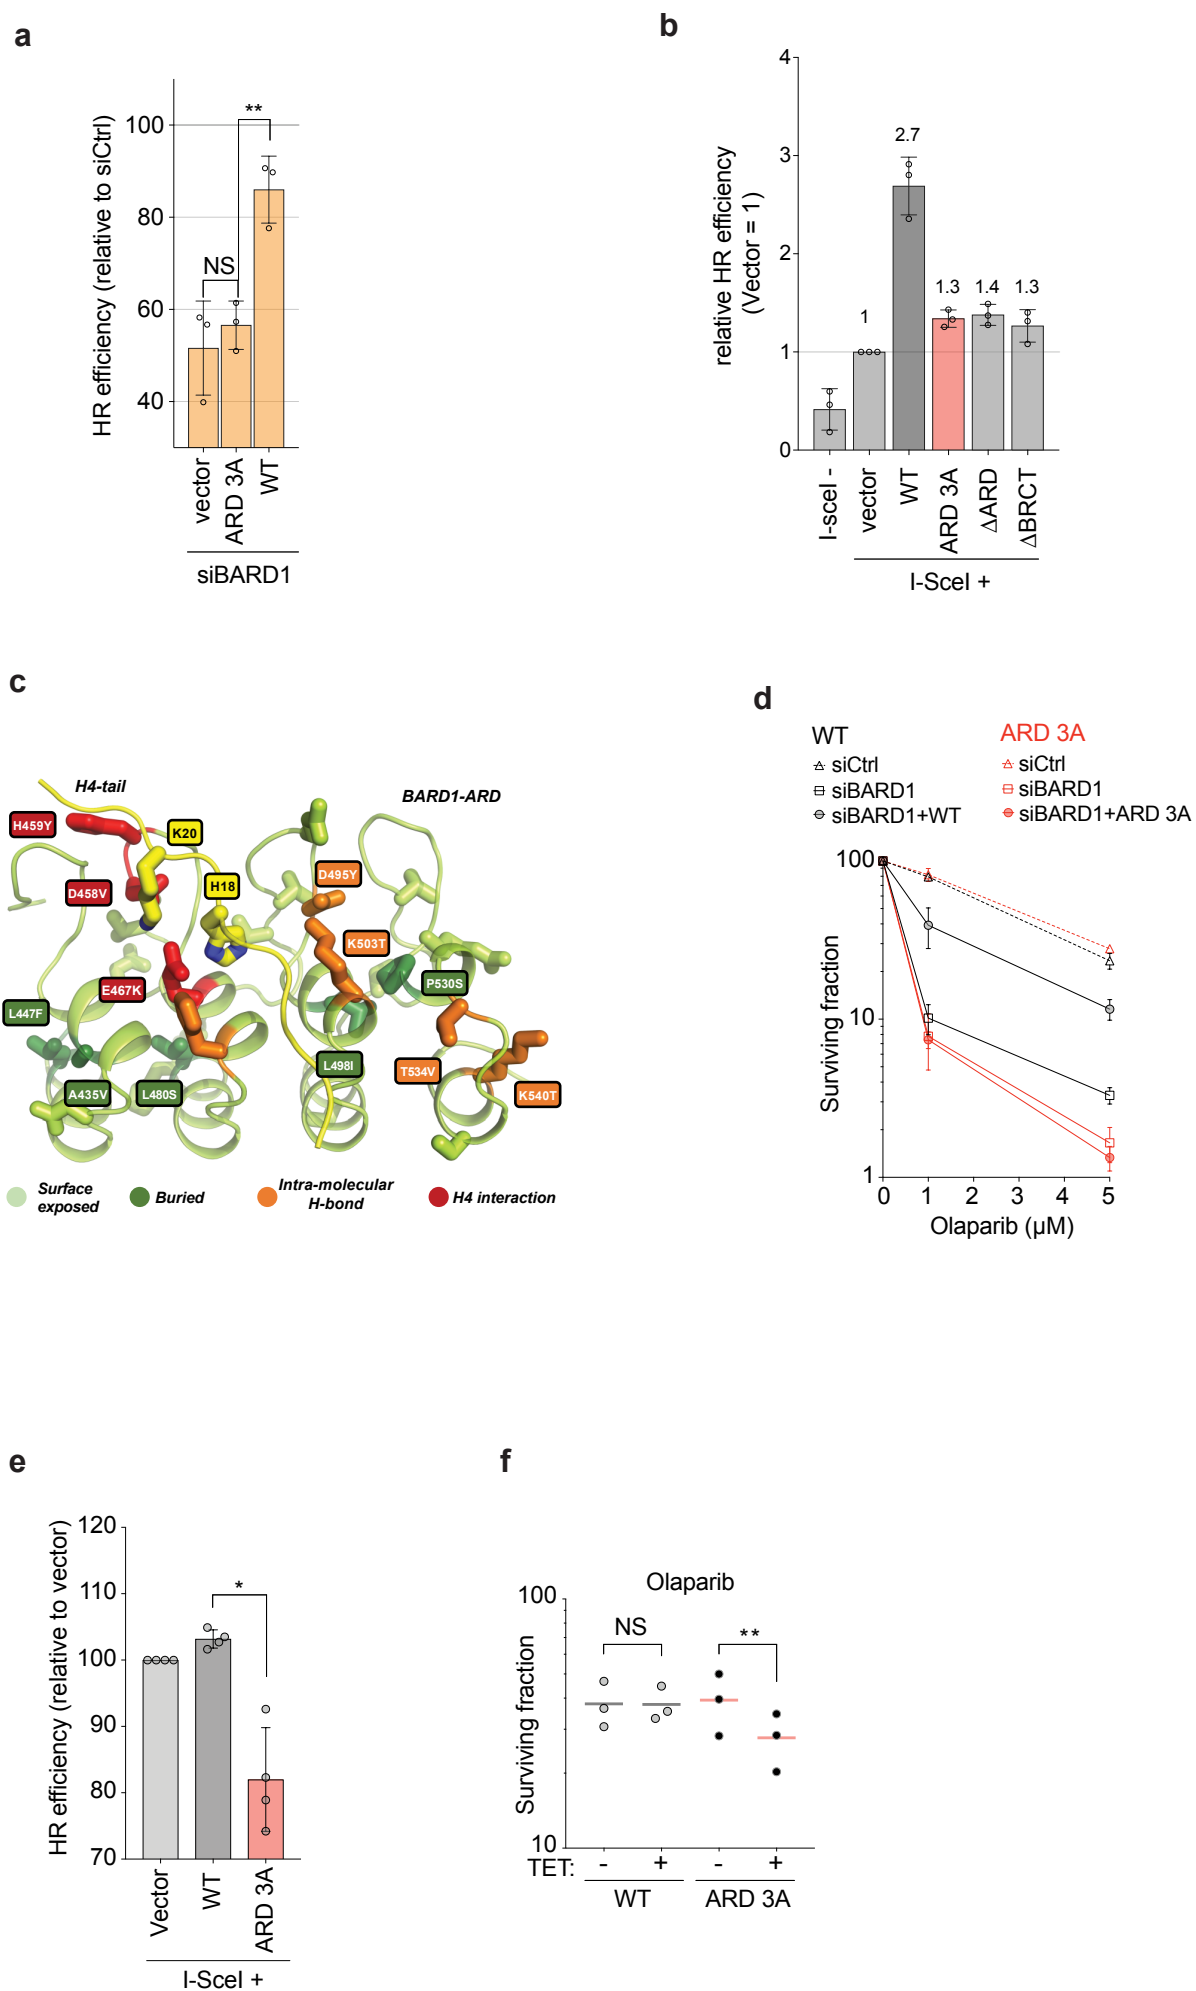 a
HR efficiency (relative to siCtrl)
100
80
60
40
**
NS
vector
ARD 3A
WT
siBARD1
b
relative HR efficiency
(Vector = 1)
4
3
2
1
0
1
2.7
1.3
1.4
1.3
I-sceI -
vector
WT
ARD 3A
ΔARD
ΔBRCT
I-SceI +
c
H4-tail
BARD1-ARD
H459Y
K20
D458V
H18
D495Y
K503T
E467K
P530S
L447F
L498I
T534V
A435V
L480S
K540T
Surface
exposed
Buried
Intra-molecular
H-bond
H4 interaction
d
WT
siCtrl
siBARD1
siBARD1+WT
ARD 3A
siCtrl
siBARD1
siBARD1+ARD 3A
Surviving fraction
100
10
1
0 1 2 3 4 5
Olaparib (µM)
e
HR efficiency (relative to vector)
120
110
100
90
80
70
*
Vector
WT
ARD 3A
I-SceI +
f
Olaparib
Surviving fraction
100
10
NS
**
TET: - + - +
WT
ARD 3A